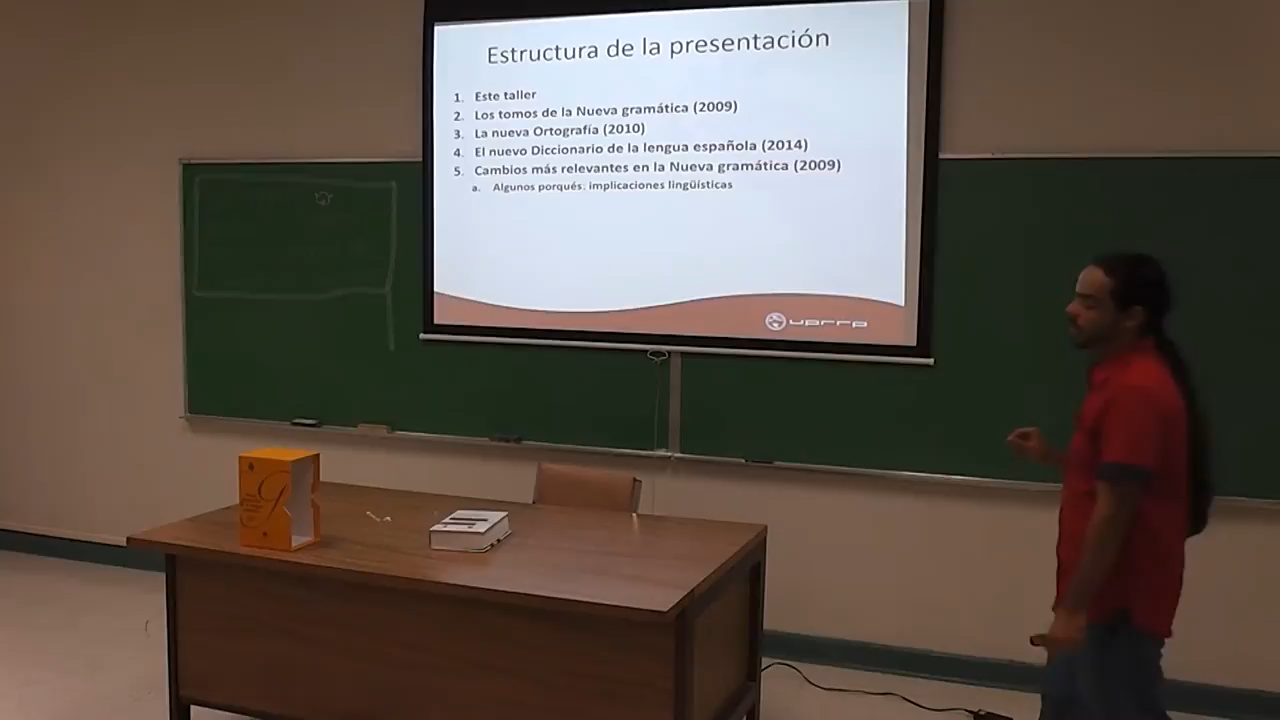 Estructura de la presentación
1. Este taller
2. Los tomos de la Nueva gramática (2009)
3. La nueva Ortografía (2010)
4. El nuevo Diccionario de la lengua española (2014)
5. Cambios más relevantes en la Nueva gramática (2009)
a. Algunos porqués: implicaciones lingüísticas
uprrp